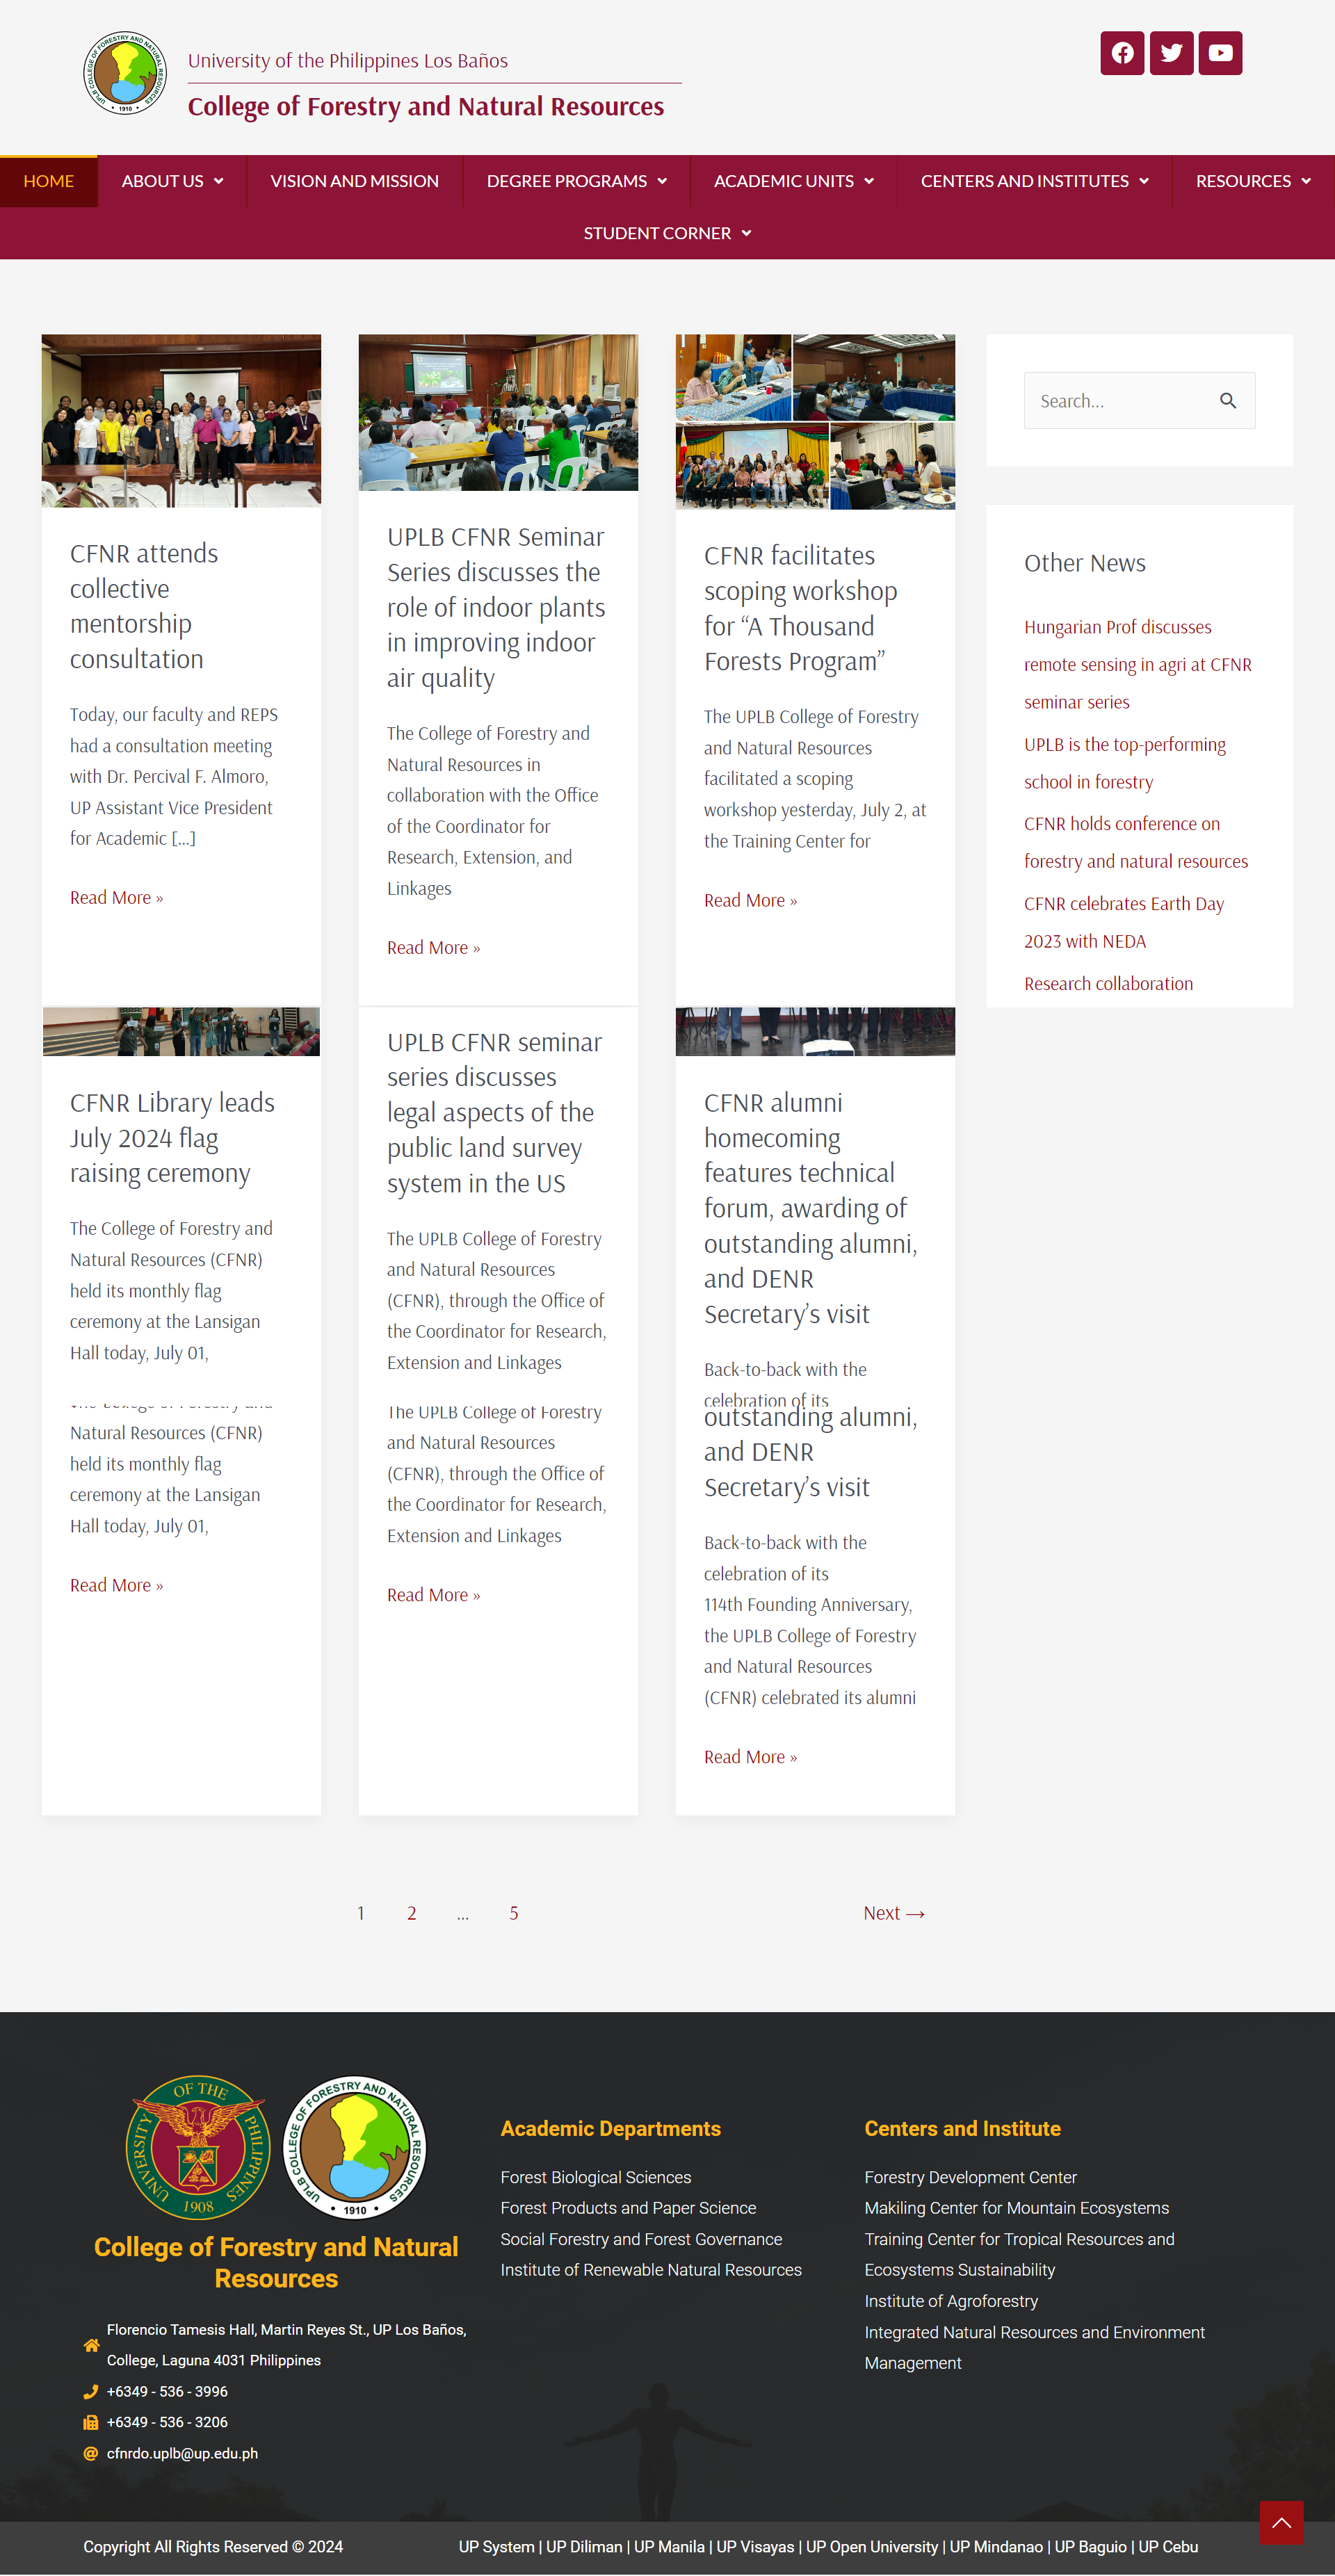 University of the Philippines Los Baños
College of Forestry and Natural Resources
UPLB COLLEGE OF FORESTRY AND NATURAL RESOURCES
• 1910 •
HOME
ABOUT US
VISION AND MISSION
DEGREE PROGRAMS
ACADEMIC UNITS
CENTERS AND INSTITUTES
RESOURCES
STUDENT CORNER
CFNR attends
collective
mentorship
consultation
Today, our faculty and REPS
had a consultation meeting
with Dr. Percival F. Almoro,
UP Assistant Vice President
for Academic [...]
Read More »
UPLB CFNR Seminar
Series discusses the
role of indoor plants
in improving indoor
air quality
The College of Forestry and
Natural Resources in
collaboration with the Office
of the Coordinator for
Research, Extension, and
Linkages
Read More »
CFNR facilitates
scoping workshop
for “A Thousand
Forests Program”
The UPLB College of Forestry
and Natural Resources
facilitated a scoping
workshop yesterday, July 2, at
the Training Center for
Read More »
Search...
Other News
Hungarian Prof discusses
remote sensing in agri at CFNR
seminar series
UPLB is the top-performing
school in forestry
CFNR holds conference on
forestry and natural resources
CFNR celebrates Earth Day
2023 with NEDA
Research collaboration
CFNR Library leads
July 2024 flag
raising ceremony
The College of Forestry and
Natural Resources (CFNR)
held its monthly flag
ceremony at the Lansigan
Hall today, July 01,
Natural Resources (CFNR)
held its monthly flag
ceremony at the Lansigan
Hall today, July 01,
Read More »
UPLB CFNR seminar
series discusses
legal aspects of the
public land survey
system in the US
The UPLB College of Forestry
and Natural Resources
(CFNR), through the Office of
the Coordinator for Research,
Extension and Linkages
The UPLB College of Forestry
and Natural Resources
(CFNR), through the Office of
the Coordinator for Research,
Extension and Linkages
Read More »
CFNR alumni
homecoming
features technical
forum, awarding of
outstanding alumni,
and DENR
Secretary’s visit
Back-to-back with the
celebration of its
outstanding alumni,
and DENR
Secretary’s visit
Back-to-back with the
celebration of its
114th Founding Anniversary,
the UPLB College of Forestry
and Natural Resources
(CFNR) celebrated its alumni
Read More »
1 2 ... 5 Next →
UNIVERSITY OF THE PHILIPPINES
1908
UPLB COLLEGE OF FORESTRY AND NATURAL RESOURCES
• 1910 •
College of Forestry and Natural
Resources
Florencio Tamesis Hall, Martin Reyes St., UP Los Baños,
College, Laguna 4031 Philippines
+6349 - 536 - 3996
+6349 - 536 - 3206
cfnrdo.uplb@up.edu.ph
Academic Departments
Forest Biological Sciences
Forest Products and Paper Science
Social Forestry and Forest Governance
Institute of Renewable Natural Resources
Centers and Institute
Forestry Development Center
Makiling Center for Mountain Ecosystems
Training Center for Tropical Resources and
Ecosystems Sustainability
Institute of Agroforestry
Integrated Natural Resources and Environment
Management
Copyright All Rights Reserved © 2024
UP System | UP Diliman | UP Manila | UP Visayas | UP Open University | UP Mindanao | UP Baguio | UP Cebu